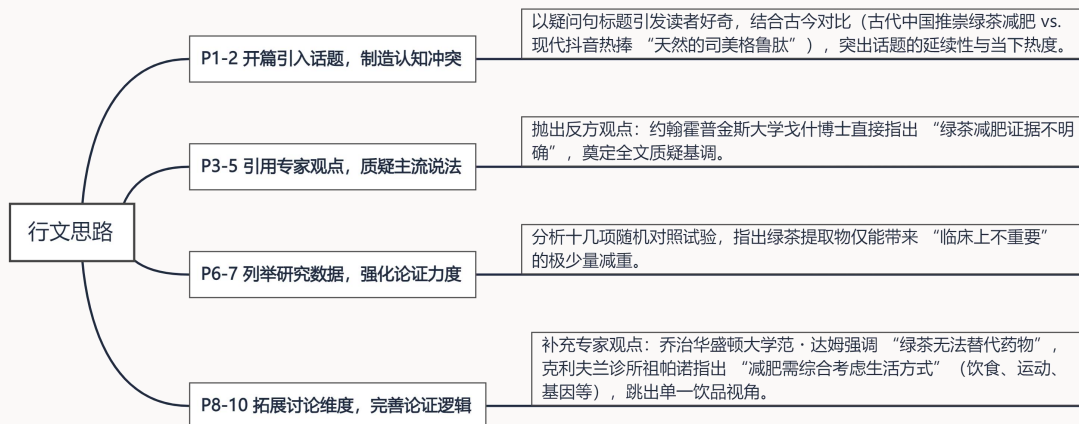 行文思路
P1-2 开篇引入话题，制造认知冲突
以疑问句标题引发读者好奇，结合古今对比（古代中国推崇绿茶减肥 vs.
现代抖音热捧 “天然的司美格鲁肽”），突出话题的延续性与当下热度。
P3-5 引用专家观点，质疑主流说法
抛出反方观点：约翰霍普金斯大学戈什博士直接指出 “绿茶减肥证据不明
确”，奠定全文质疑基调。
P6-7 列举研究数据，强化论证力度
分析十几项随机对照试验，指出绿茶提取物仅能带来 “临床上不重要”
的极少量减重。
P8-10 拓展讨论维度，完善论证逻辑
补充专家观点：乔治华盛顿大学范·达姆强调 “绿茶无法替代药物”，
克利夫兰诊所祖帕诺指出 “减肥需综合考虑生活方式”（饮食、运动、
基因等），跳出单一饮品视角。